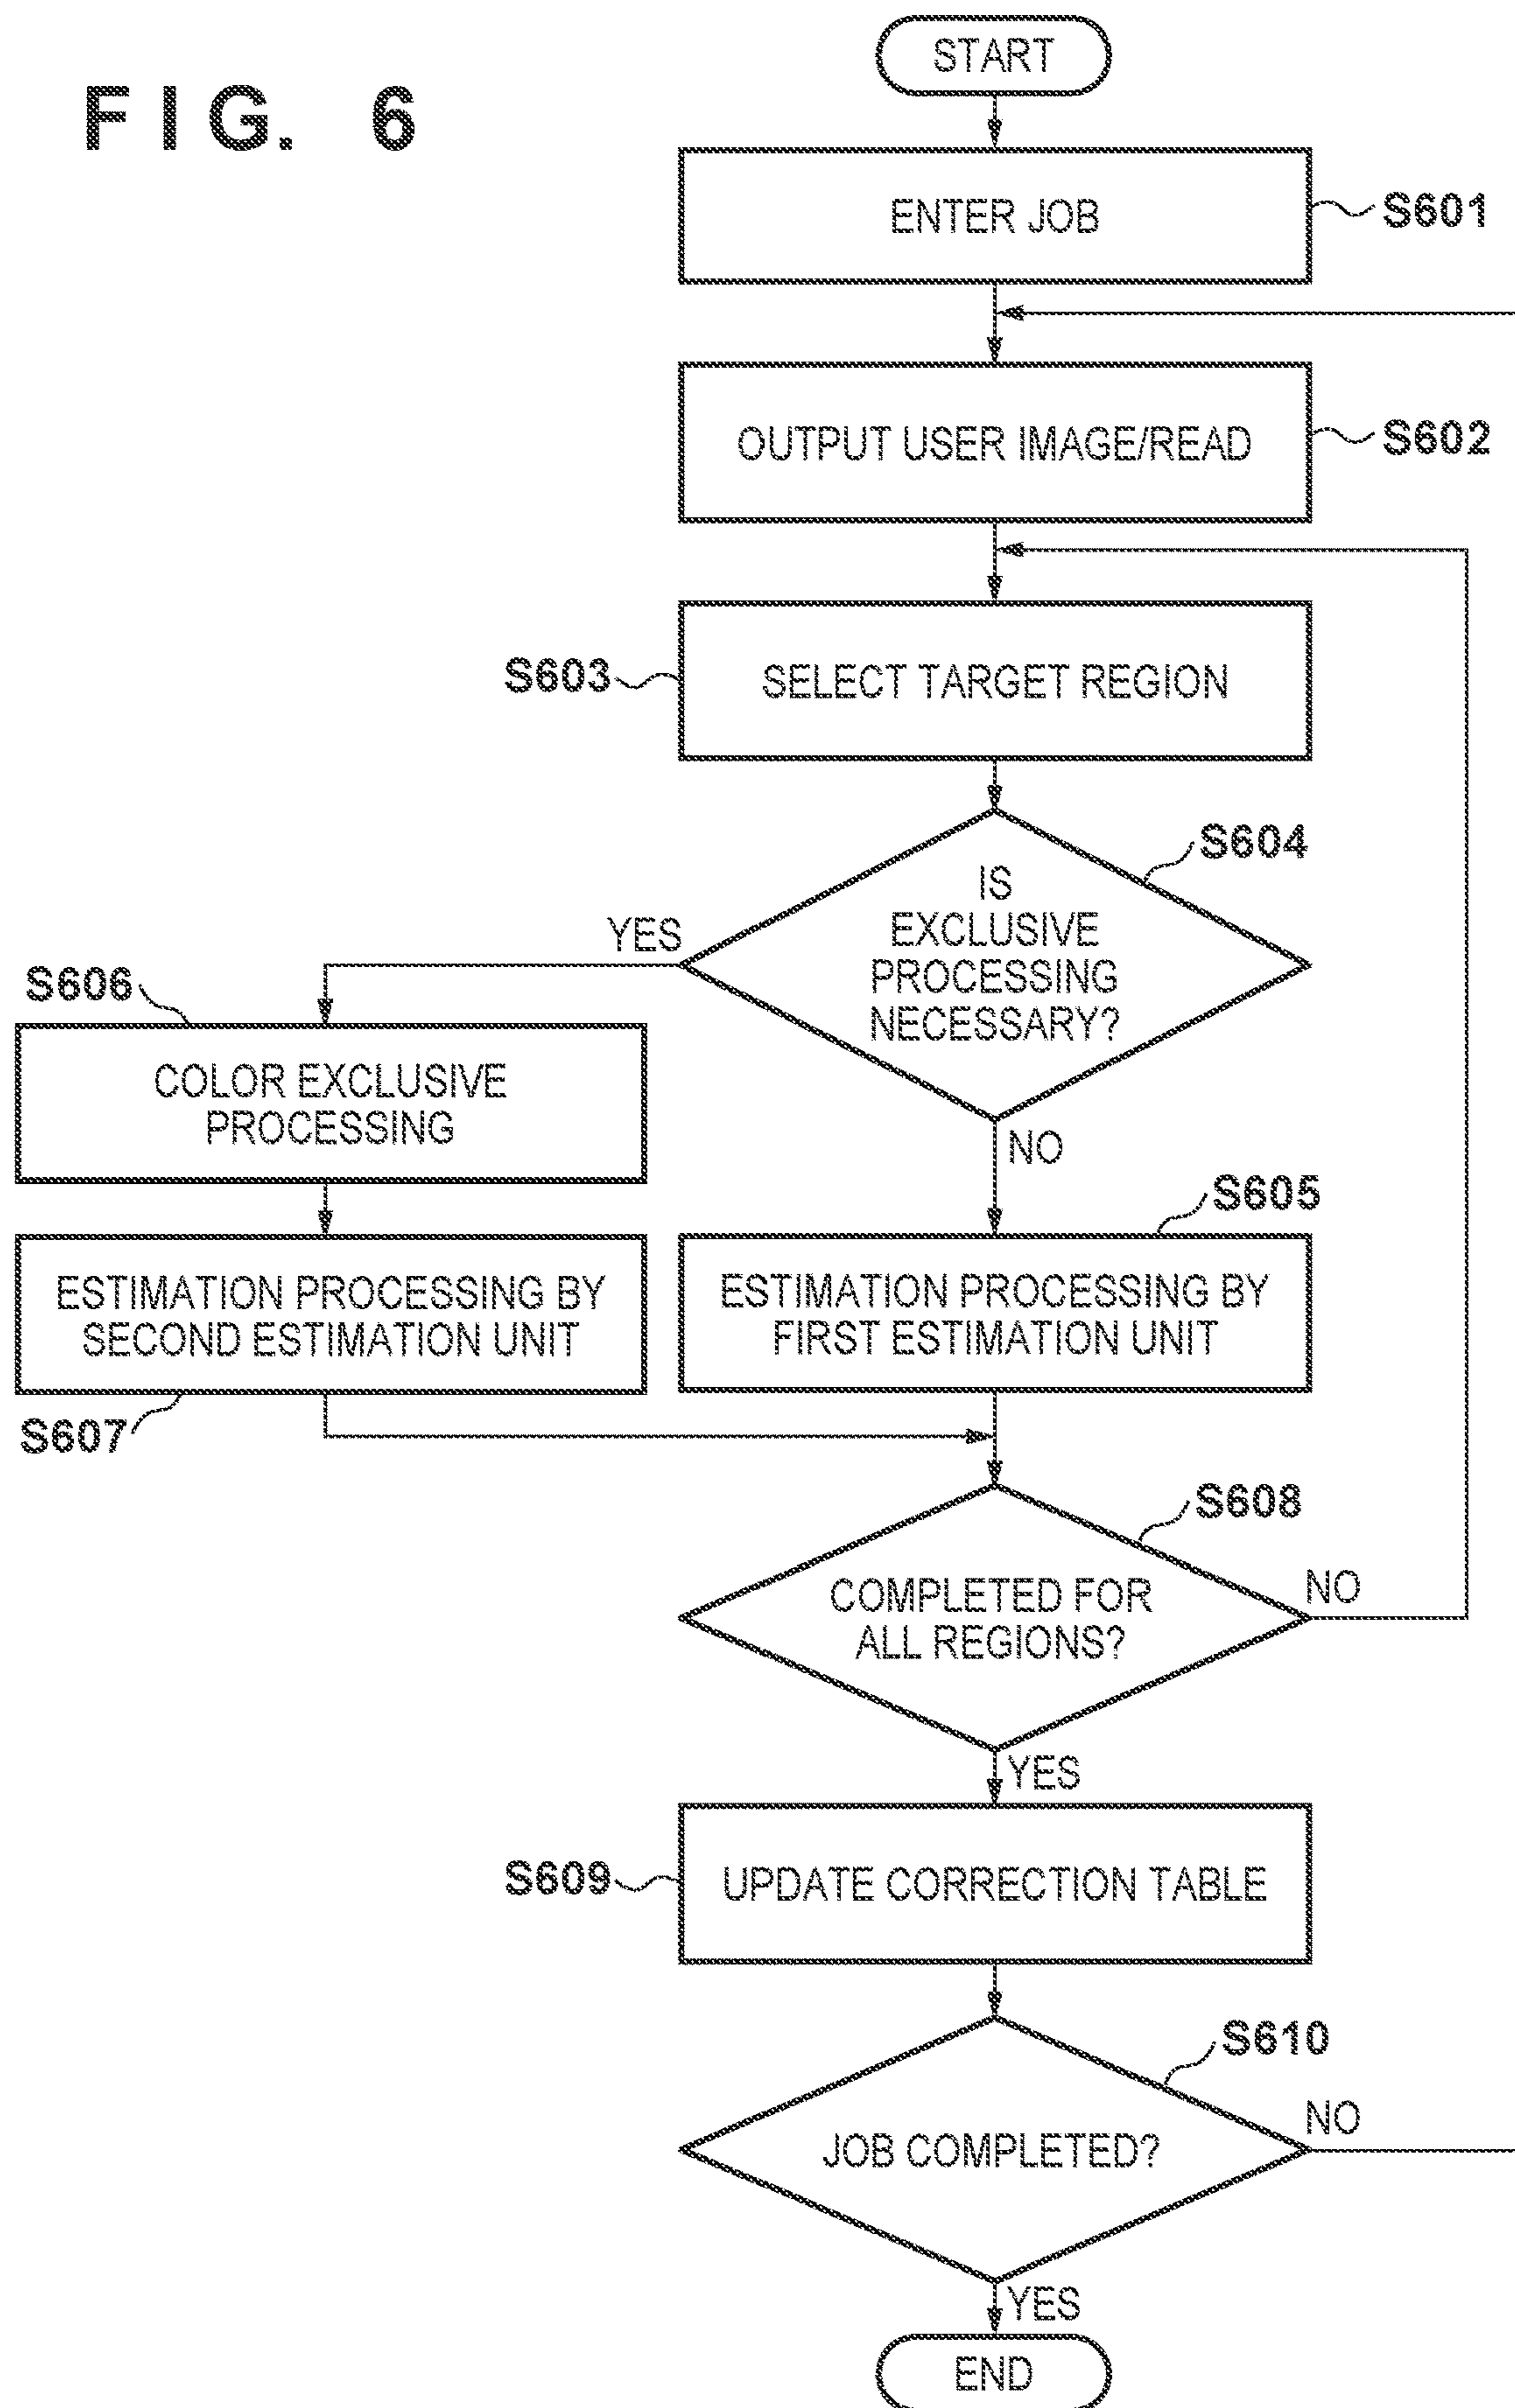 FIG. 6
START
ENTER JOB
S601
OUTPUT USER IMAGE/READ
S602
S603
SELECT TARGET REGION
S604
IS
EXCLUSIVE
PROCESSING
NECESSARY?
YES
NO
S606
COLOR EXCLUSIVE
PROCESSING
S605
ESTIMATION PROCESSING BY
SECOND ESTIMATION UNIT
S607
ESTIMATION PROCESSING BY
FIRST ESTIMATION UNIT
S608
COMPLETED FOR
ALL REGIONS?
NO
YES
S609
UPDATE CORRECTION TABLE
S610
JOB COMPLETED?
NO
YES
END